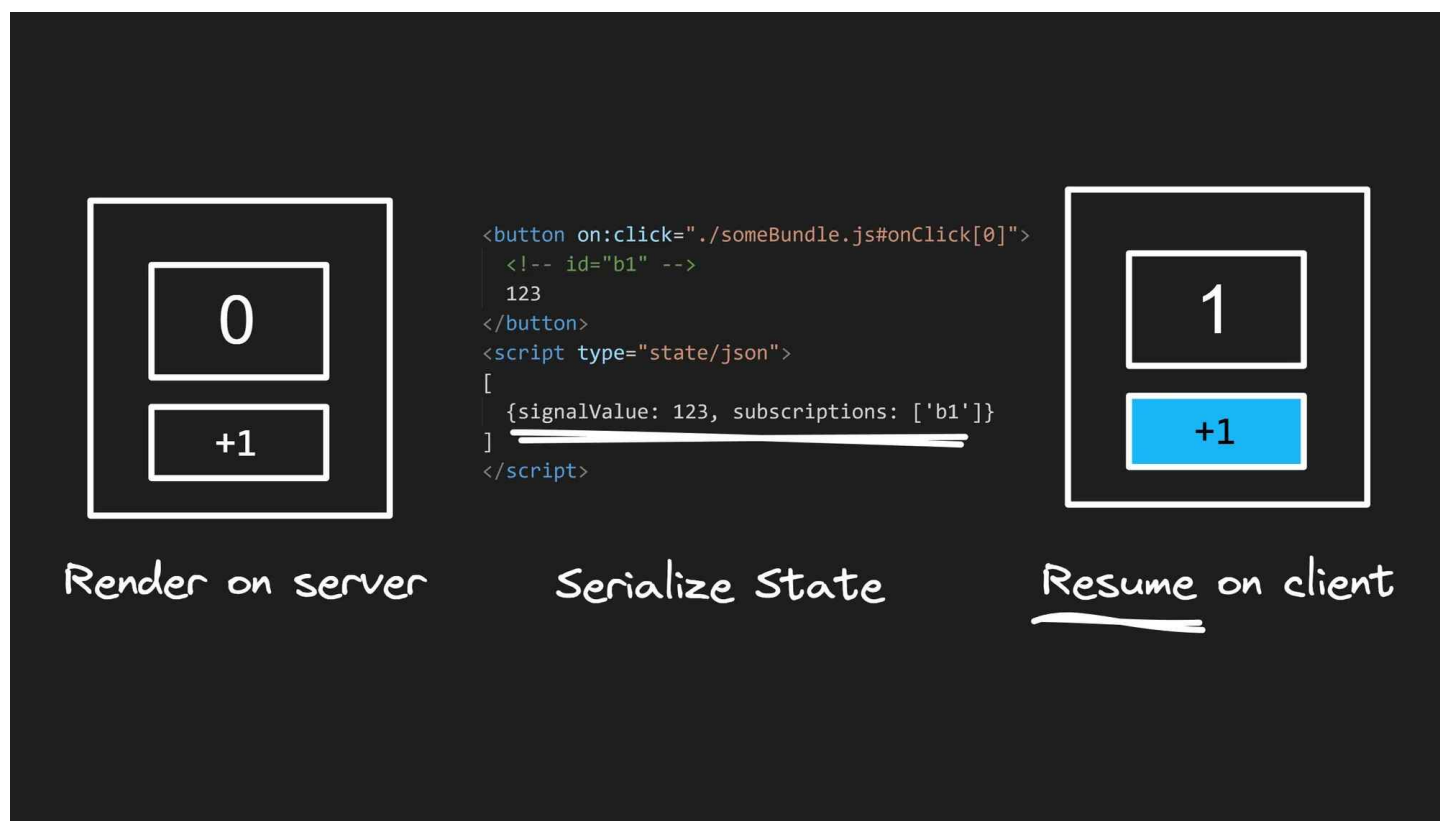 0
+1
Render on server
<button on:click="./someBundle.js#onClick[0]">
<!-- id="b1" -->
123
</button>
<script type="state/json">
[
{signalValue: 123, subscriptions: ['b1']}
]
</script>
Serialize State
1
+1
Resume on client